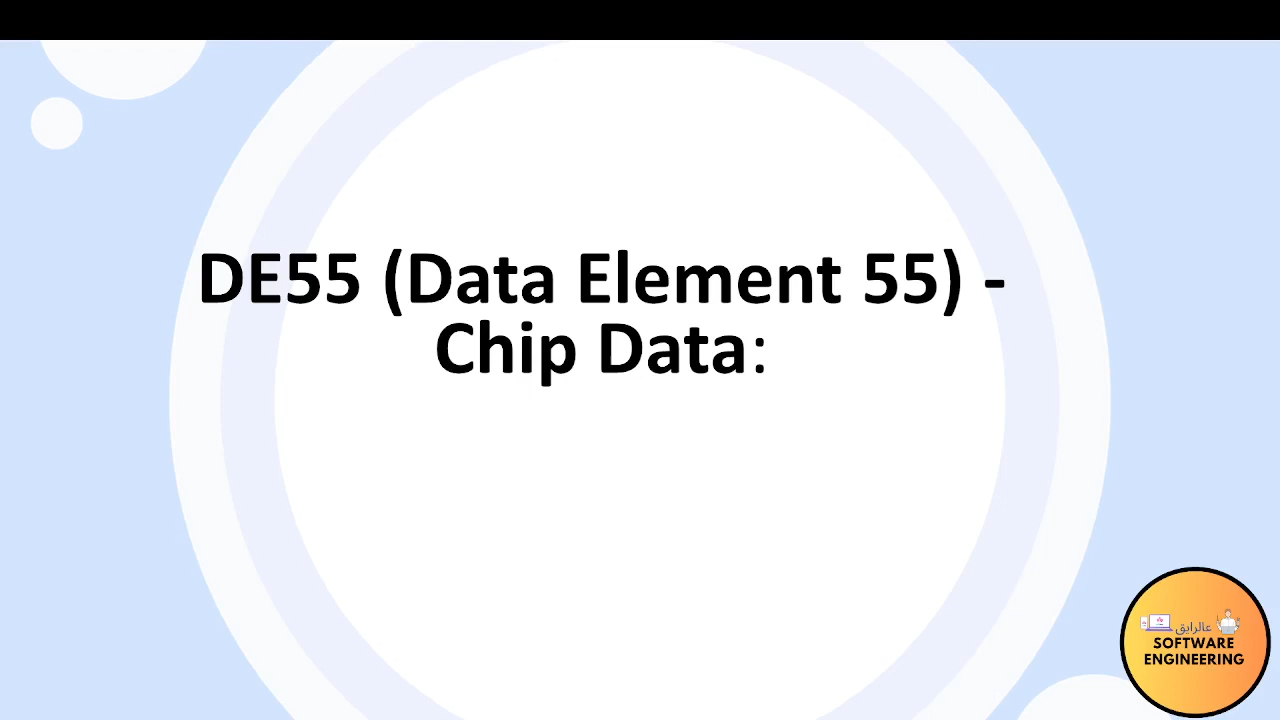 DE55 (Data Element 55) -
Chip Data:
عالرايق
SOFTWARE
ENGINEERING